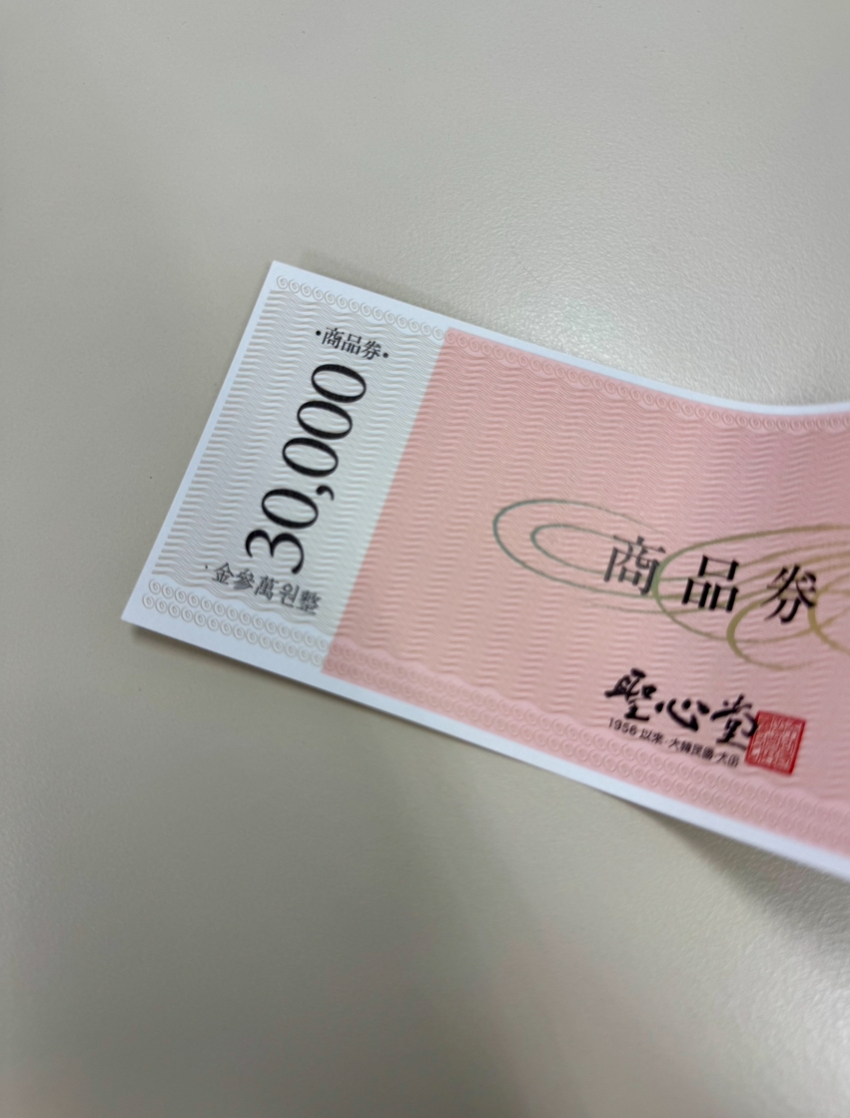 •商品券•
30,000
金參萬원整
商品券
聖心堂
1956·以來·大韓民國·大田